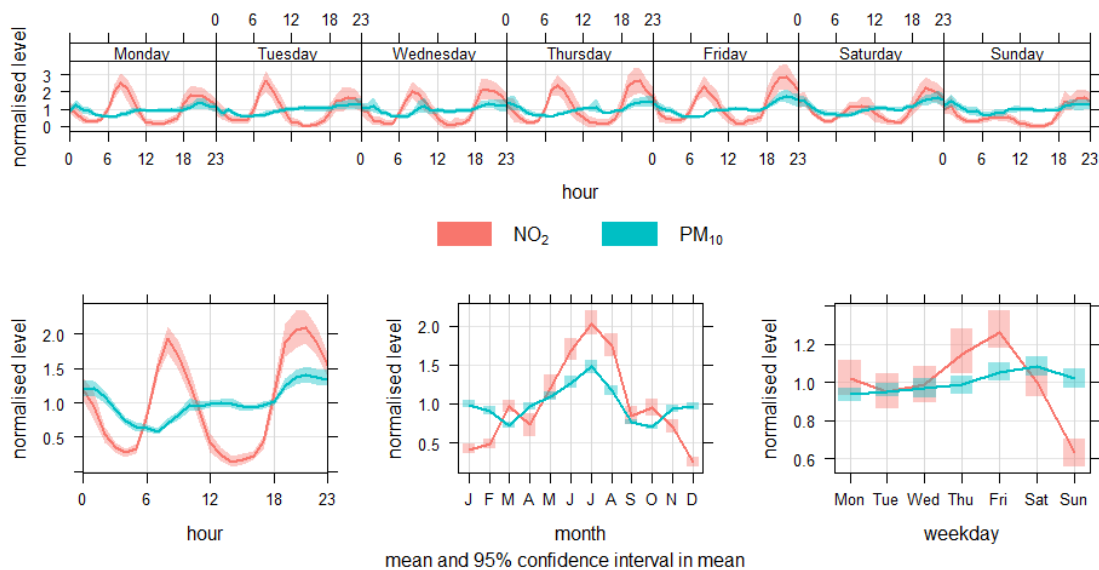 0 6 12 18 23 0 6 12 18 23 0 6 12 18 23
Monday Tuesday Wednesday Thursday Friday Saturday Sunday
normalised level
3
2
1
0
0 6 12 18 23 0 6 12 18 23 0 6 12 18 23 0 6 12 18 23
hour
NO₂ PM₁₀
normalised level
2.0
1.5
1.0
0.5
0 6 12 18 23
hour
normalised level
2.0
1.5
1.0
0.5
J F M A M J J A S O N D
month
normalised level
1.2
1.0
0.8
0.6
Mon Tue Wed Thu Fri Sat Sun
weekday
mean and 95% confidence interval in mean